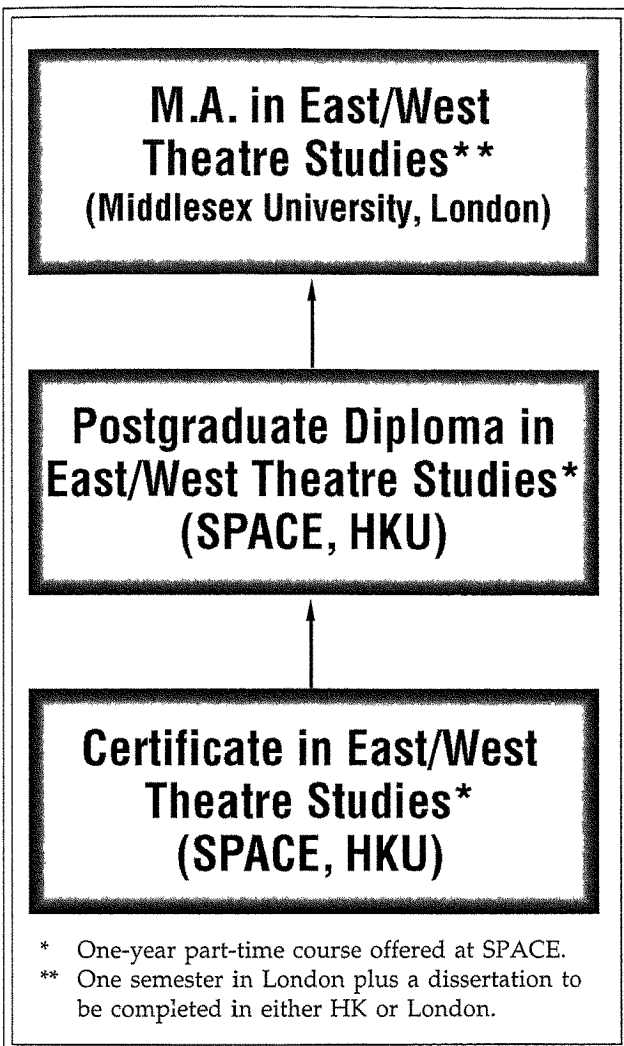 M.A. in East/West
Theatre Studies**
(Middlesex University, London)
Postgraduate Diploma in
East/West Theatre Studies*
(SPACE, HKU)
Certificate in East/West
Theatre Studies*
(SPACE, HKU)
* One-year part-time course offered at SPACE.
** One semester in London plus a dissertation to
be completed in either HK or London.